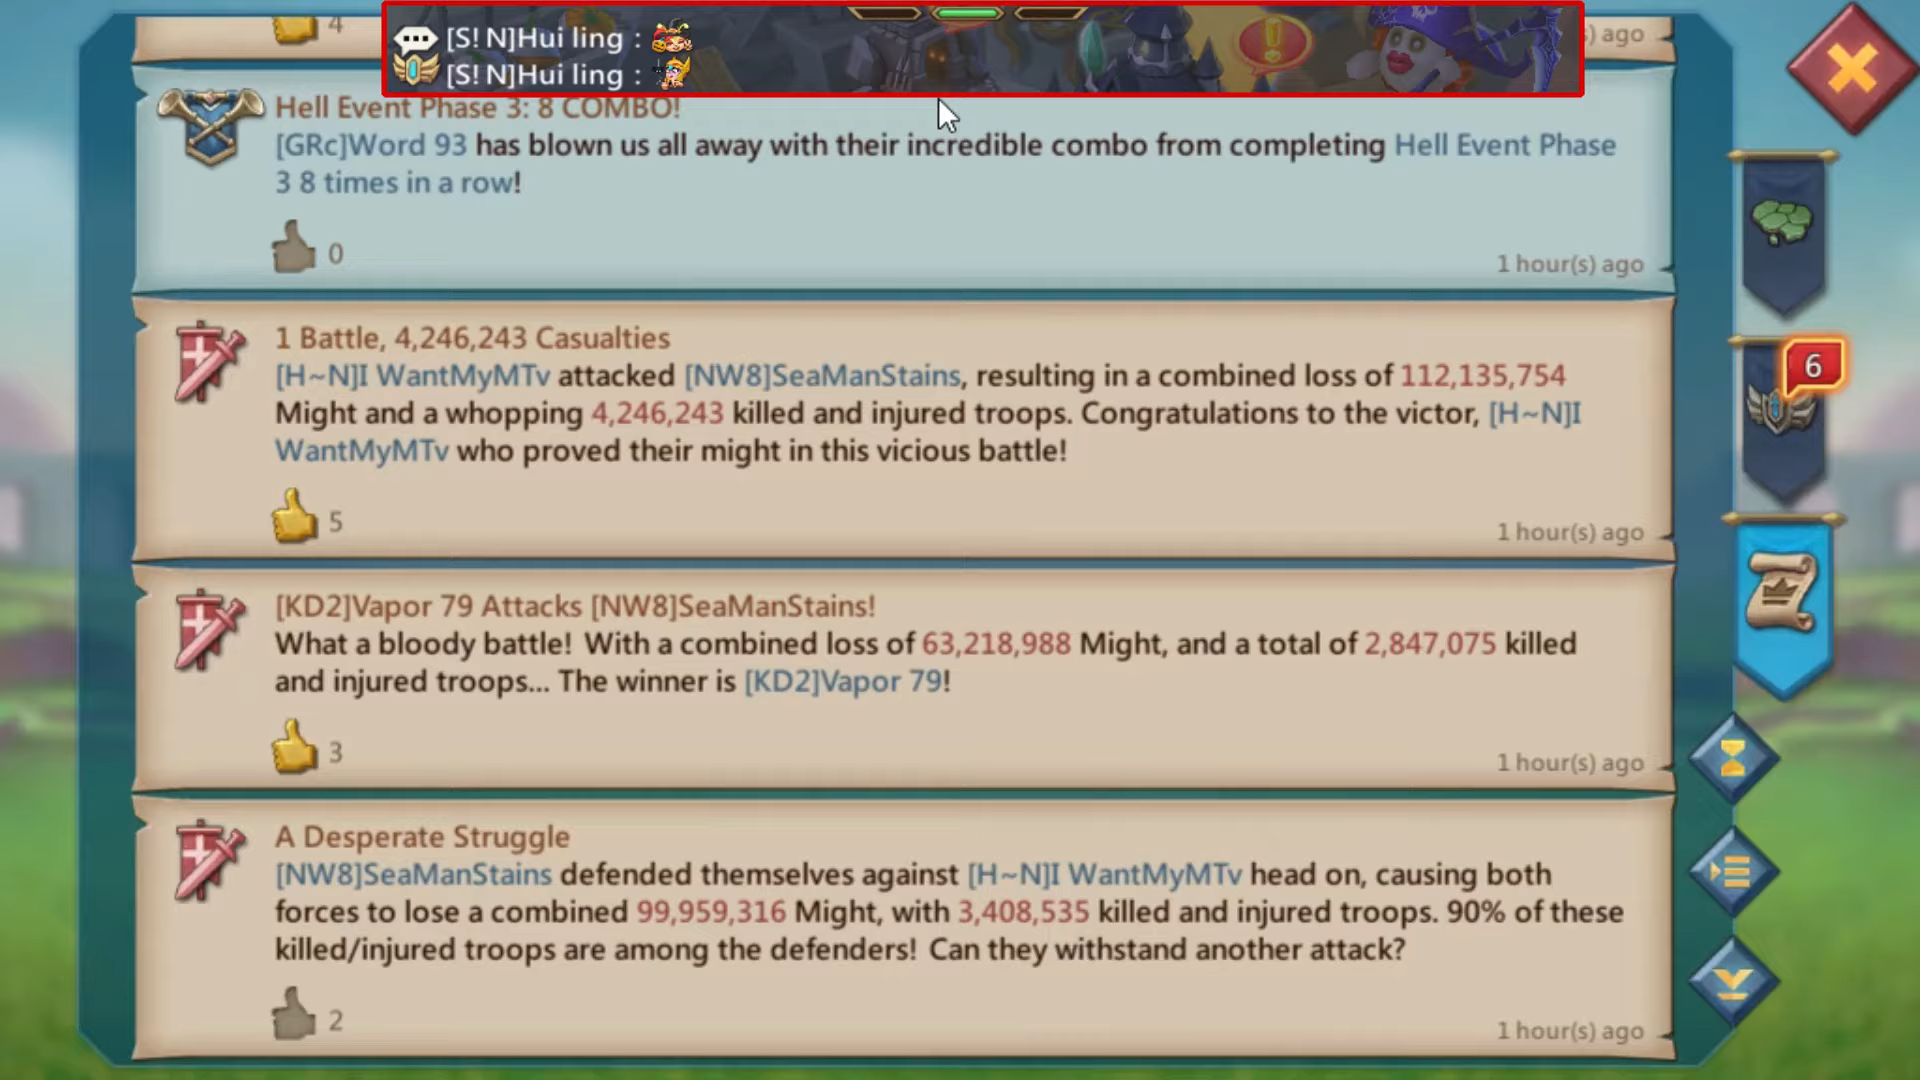 4
[S! N]Hui ling :
[S! N]Hui ling :
) ago
Hell Event Phase 3: 8 COMBO!
[GRc]Word 93 has blown us all away with their incredible combo from completing Hell Event Phase
3 8 times in a row!
0
1 hour(s) ago
1 Battle, 4,246,243 Casualties
[H~N]I WantMyMTv attacked [NW8]SeaManStains, resulting in a combined loss of 112,135,754
Might and a whopping 4,246,243 killed and injured troops. Congratulations to the victor, [H~N]I
WantMyMTv who proved their might in this vicious battle!
5
1 hour(s) ago
6
[KD2]Vapor 79 Attacks [NW8]SeaManStains!
What a bloody battle! With a combined loss of 63,218,988 Might, and a total of 2,847,075 killed
and injured troops... The winner is [KD2]Vapor 79!
3
1 hour(s) ago
A Desperate Struggle
[NW8]SeaManStains defended themselves against [H~N]I WantMyMTv head on, causing both
forces to lose a combined 99,959,316 Might, with 3,408,535 killed and injured troops. 90% of these
killed/injured troops are among the defenders! Can they withstand another attack?
2
1 hour(s) ago